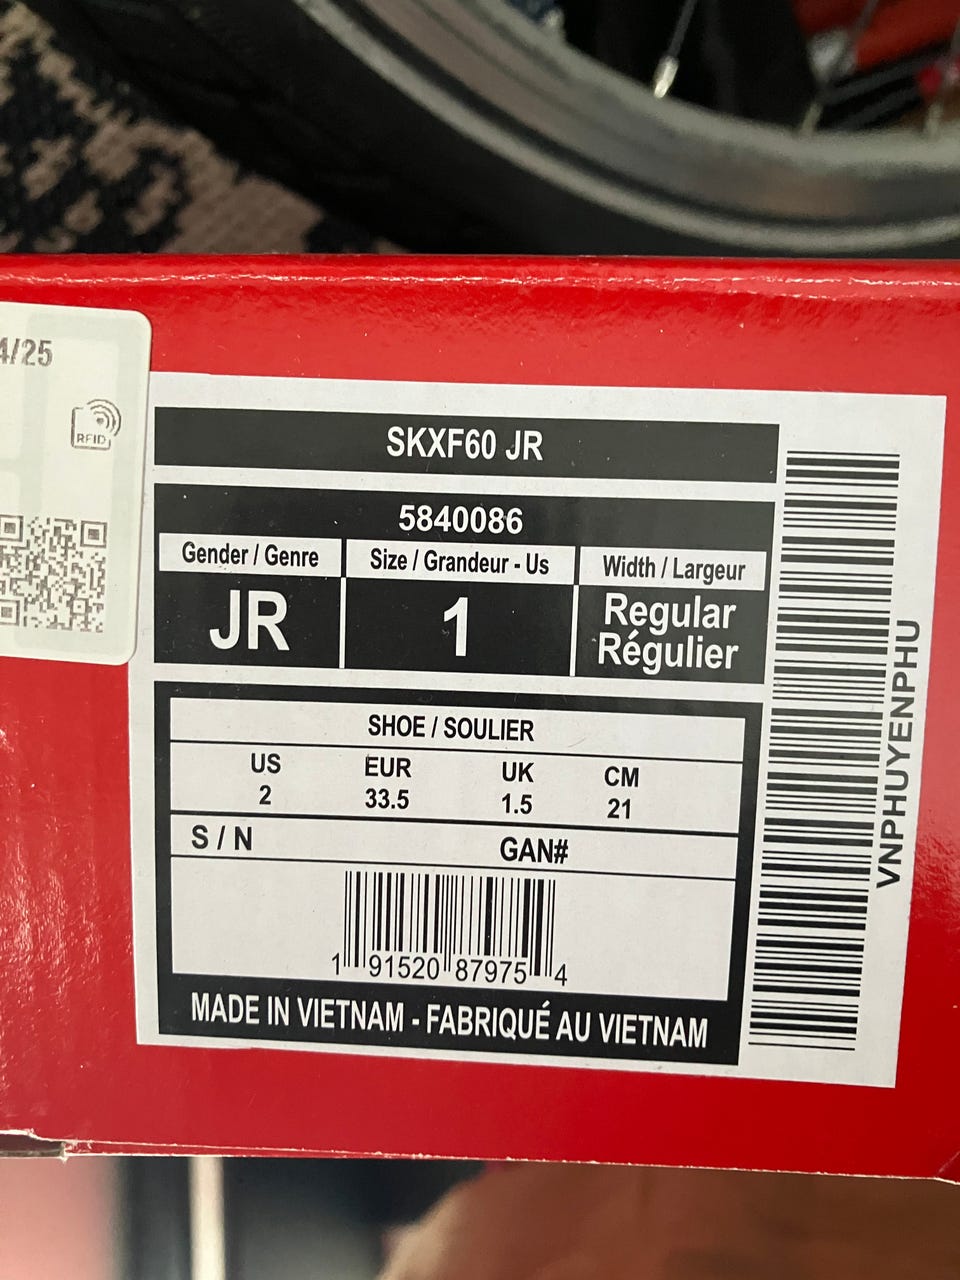 4/25
RFID
SKXF60 JR
5840086
Gender / Genre
JR
Size / Grandeur - Us
1
Width / Largeur
Regular
Régulier
SHOE / SOULIER
US EUR UK CM
2 33.5 1.5 21
S / N GAN#
1 91520 87975 4
MADE IN VIETNAM - FABRIQUÉ AU VIETNAM
VNPHUYENPHU